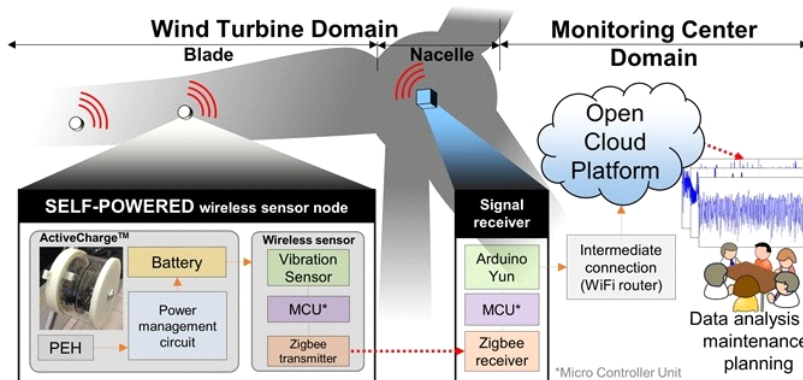 Wind Turbine Domain
Monitoring Center
Domain
Blade
Nacelle
Open
Cloud
Platform
SELF-POWERED wireless sensor node
ActiveCharge™
Battery
Power
management
circuit
PEH
Wireless sensor
Vibration
Sensor
MCU*
Zigbee
transmitter
Signal
receiver
Arduino
Yun
MCU*
Zigbee
receiver
Intermediate
connection
(WiFi router)
Data analysis
maintenance
planning
*Micro Controller Unit